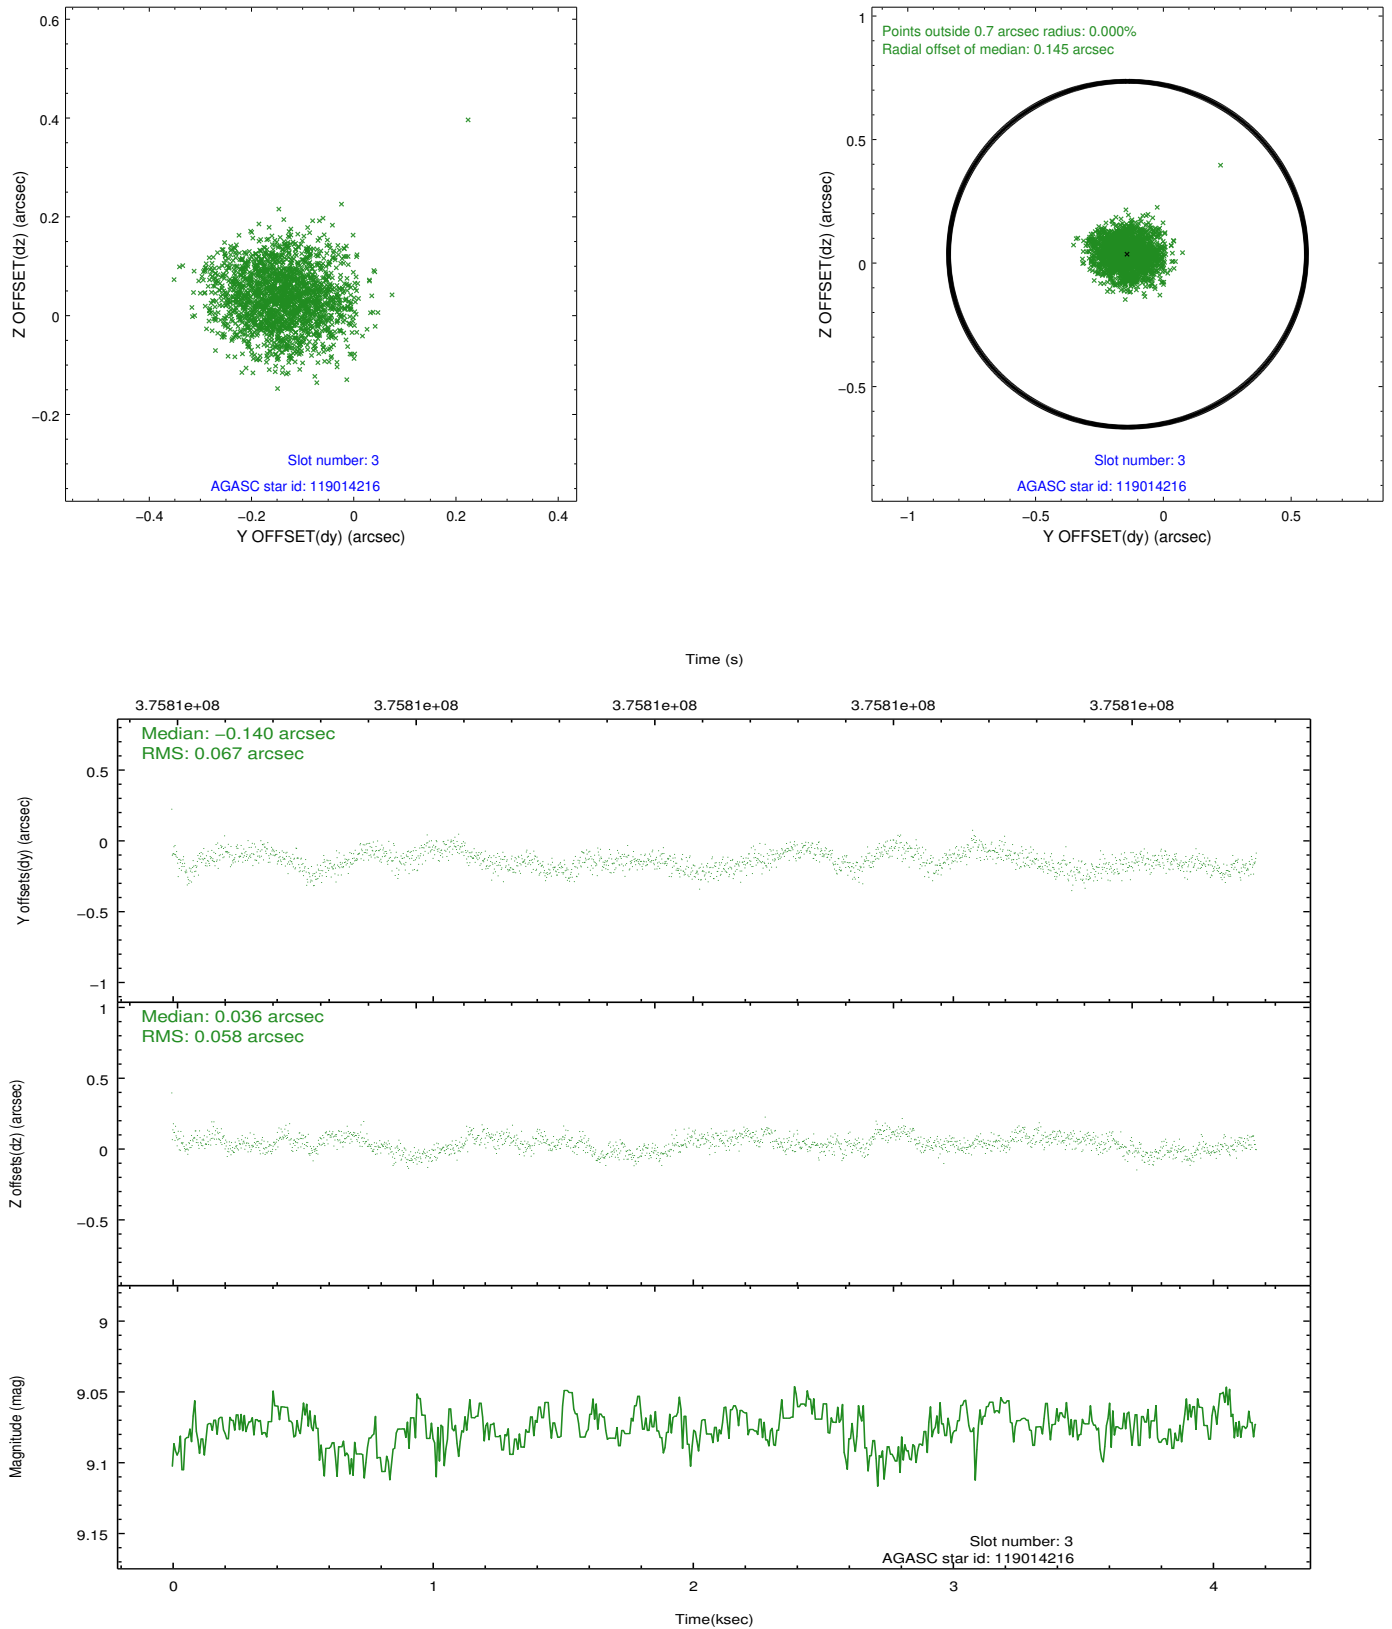 0.6
0.4
0.2
0
−0.2
Z OFFSET(dz) (arcsec)
Slot number: 3
AGASC star id: 119014216
−0.4
−0.2
0
0.2
0.4
Y OFFSET(dy) (arcsec)
Points outside 0.7 arcsec radius: 0.000%
Radial offset of median: 0.145 arcsec
1
0.5
0
−0.5
Z OFFSET(dz) (arcsec)
Slot number: 3
AGASC star id: 119014216
−1
−0.5
0
0.5
Y OFFSET(dy) (arcsec)
Time (s)
3.7581e+08
3.7581e+08
3.7581e+08
3.7581e+08
3.7581e+08
Median: −0.140 arcsec
RMS: 0.067 arcsec
0.5
0
−0.5
−1
Y offsets(dy) (arcsec)
Median: 0.036 arcsec
RMS: 0.058 arcsec
1
0.5
0
−0.5
Z offsets(dz) (arcsec)
9
9.05
9.1
9.15
Magnitude (mag)
Slot number: 3
AGASC star id: 119014216
0
1
2
3
4
Time(ksec)